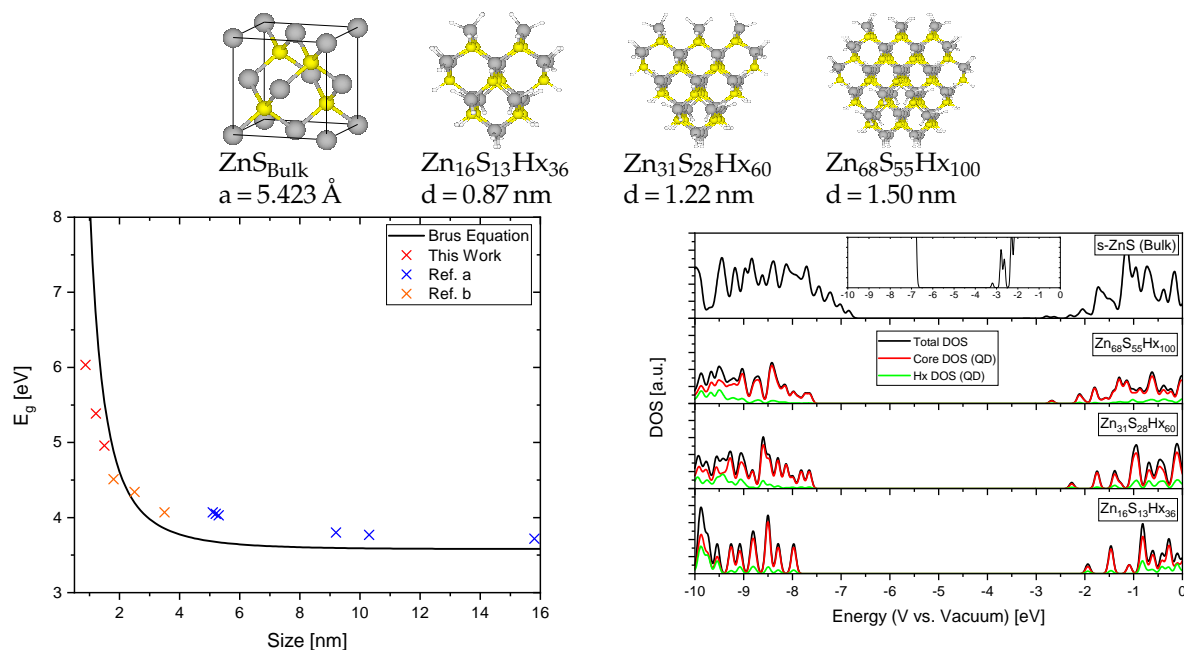 ZnS_Bulk
a = 5.423 Å
Zn₁₆S₁₃Hx₃₆
d = 0.87 nm
Zn₃₁S₂₈Hx₆₀
d = 1.22 nm
Zn₆₈S₅₅Hx₁₀₀
d = 1.50 nm
8
7
6
5
4
3
E_g [eV]
Brus Equation
This Work
Ref. a
Ref. b
2
4
6
8
10
12
14
16
Size [nm]
s-ZnS (Bulk)
-10 -9 -8 -7 -6 -5 -4 -3 -2 -1 0
Total DOS
Core DOS (QD)
Hx DOS (QD)
Zn₆₈S₅₅Hx₁₀₀
Zn₃₁S₂₈Hx₆₀
Zn₁₆S₁₃Hx₃₆
DOS [a.u.]
-10 -9 -8 -7 -6 -5 -4 -3 -2 -1 0
Energy (V vs. Vacuum) [eV]